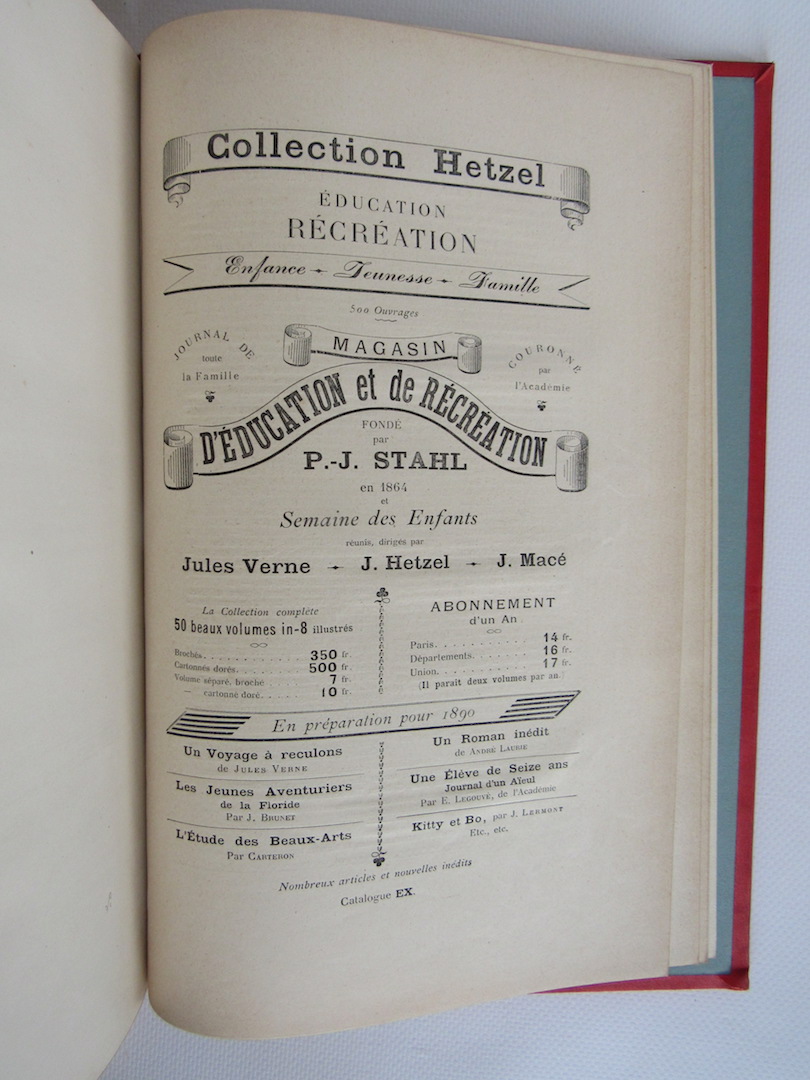 Collection Hetzel
ÉDUCATION
RÉCRÉATION
Enfance - Jeunesse - Famille
500 Ouvrages
JOURNAL DE
toute
la Famille
MAGASIN
COURONNÉ
par
l'Académie
D'ÉDUCATION et de RÉCRÉATION
FONDÉ
par
P.-J. STAHL
en 1864
et
Semaine des Enfants
réunis, dirigés par
Jules Verne - J. Hetzel - J. Macé
La Collection complète
50 beaux volumes in-8 illustrés
Brochés . . . . . . . . . . 350 fr.
Cartonnés dorés . . . . . . 500 fr.
Volume séparé, broché . . 7 fr.
— cartonné doré . . . . 10 fr.
ABONNEMENT
d'un An
Paris . . . . . . . . . . 14 fr.
Départements . . . . . . 16 fr.
Union . . . . . . . . . . 17 fr.
(Il paraît deux volumes par an.)
En préparation pour 1890
Un Voyage à reculons
de JULES VERNE
Les Jeunes Aventuriers
de la Floride
Par J. BRUNET
L'Étude des Beaux-Arts
Par CARTERON
Un Roman inédit
de ANDRÉ LAURIE
Une Élève de Seize ans
Journal d'un Aïeul
Par E. LEGOUVÉ, de l'Académie
Kitty et Bo, par J. LERMONT
Etc., etc.
Nombreux articles et nouvelles inédits
Catalogue EX.